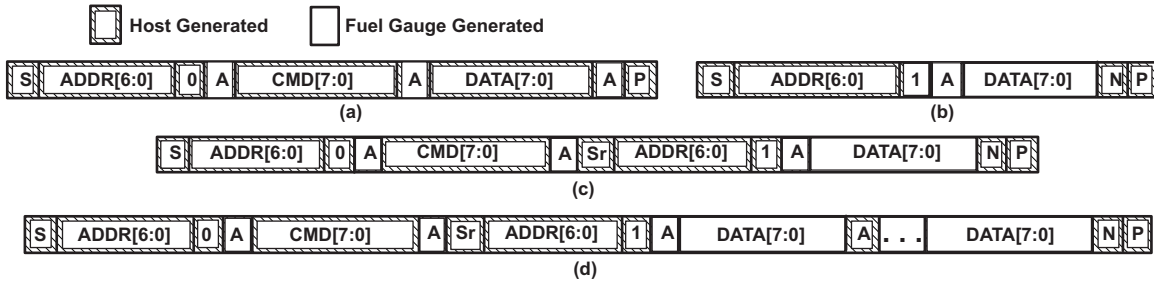 Host Generated Fuel Gauge Generated
S ADDR[6:0] 0 A CMD[7:0] A DATA[7:0] A P S ADDR[6:0] 1 A DATA[7:0] N P
(a) (b)
S ADDR[6:0] 0 A CMD[7:0] A Sr ADDR[6:0] 1 A DATA[7:0] N P
(c)
S ADDR[6:0] 0 A CMD[7:0] A Sr ADDR[6:0] 1 A DATA[7:0] A ... DATA[7:0] N P
(d)